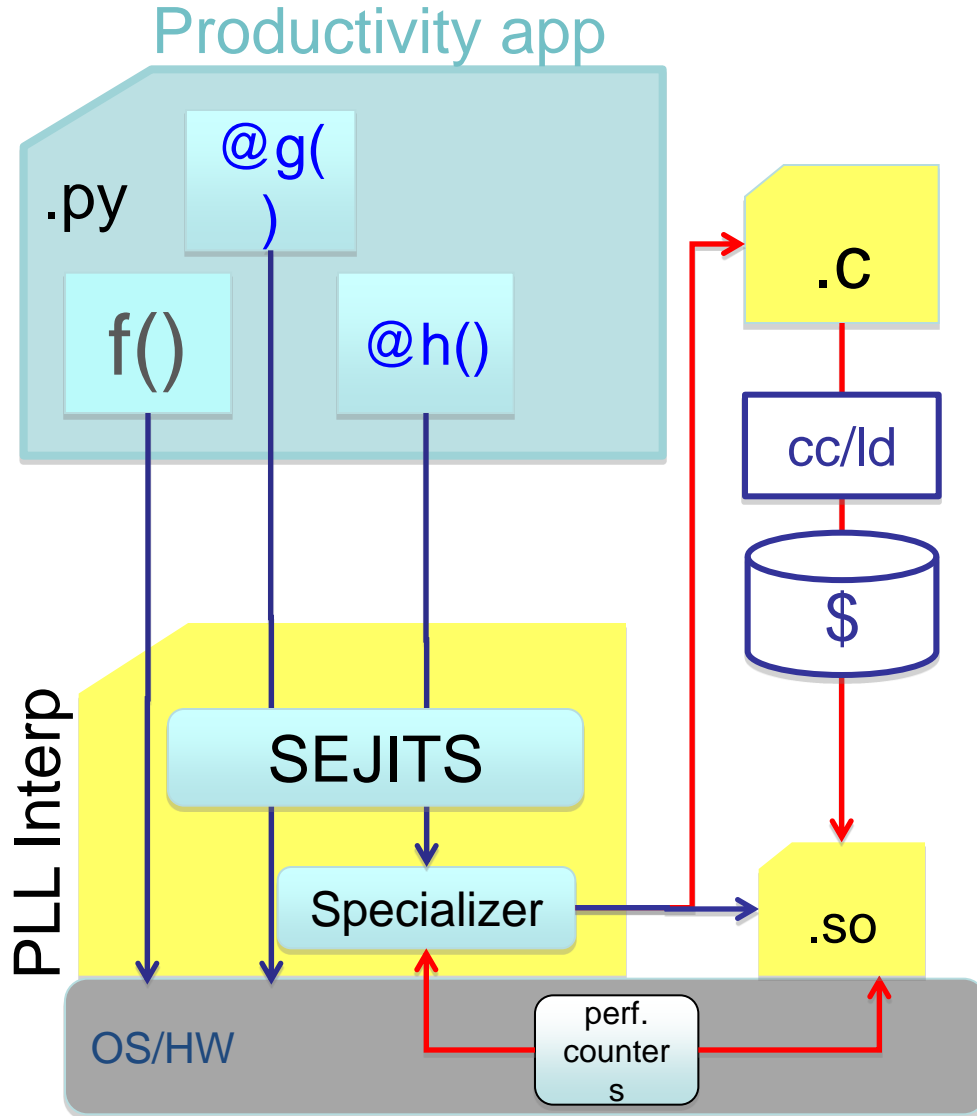 Productivity app
.py
@g(
)
f()
@h()
.c
cc/ld
$
PLL Interp
SEJITS
Specializer
.so
OS/HW
perf.
counter
s